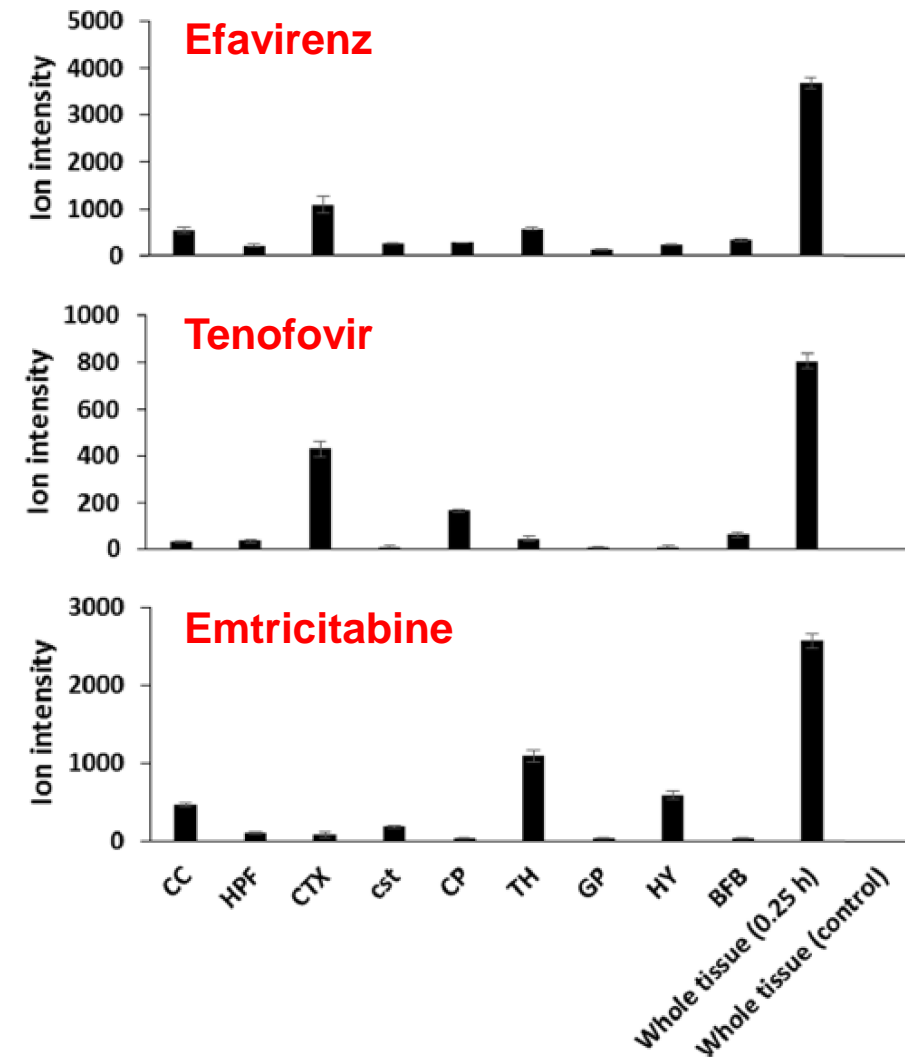 Efavirenz
Ion intensity
5000
4000
3000
2000
1000
0
Tenofovir
Ion intensity
1000
800
600
400
200
0
Emtricitabine
Ion intensity
3000
2000
1000
0
CC
HPF
CTX
cst
CP
TH
GP
HY
BFB
Whole tissue (0.25 h)
Whole tissue (control)